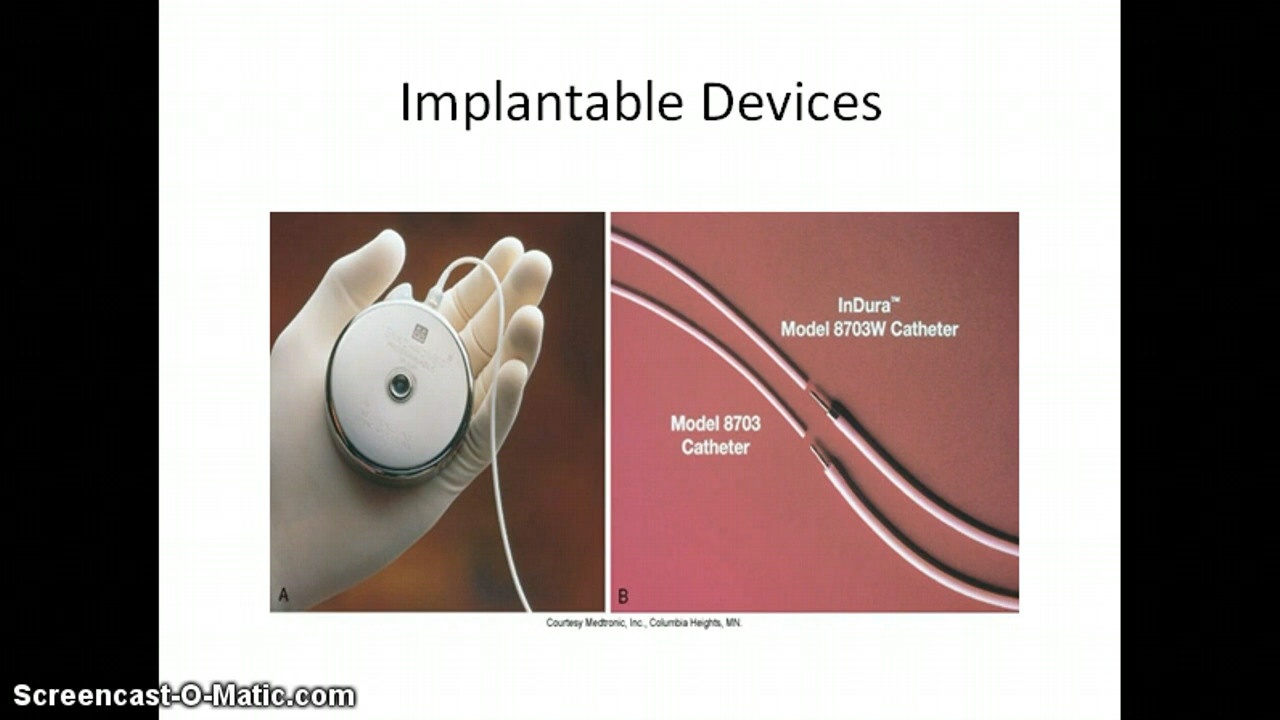 Implantable Devices
InDura™
Model 8703W Catheter
Model 8703
Catheter
A
B
Courtesy Medtronic, Inc., Columbia Heights, MN.
Screencast-O-Matic.com